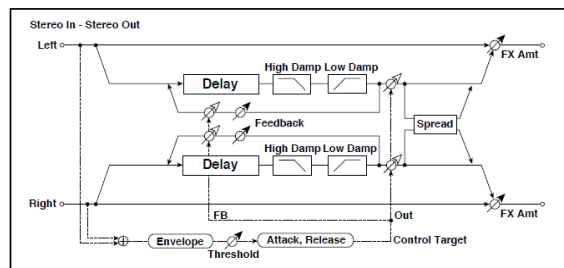 Stereo In - Stereo Out
Left
FX Amt
High Damp Low Damp
Delay
Feedback
Spread
High Damp Low Damp
Delay
Right
FB
Out
FX Amt
Envelope
Threshold
Attack, Release
Control Target